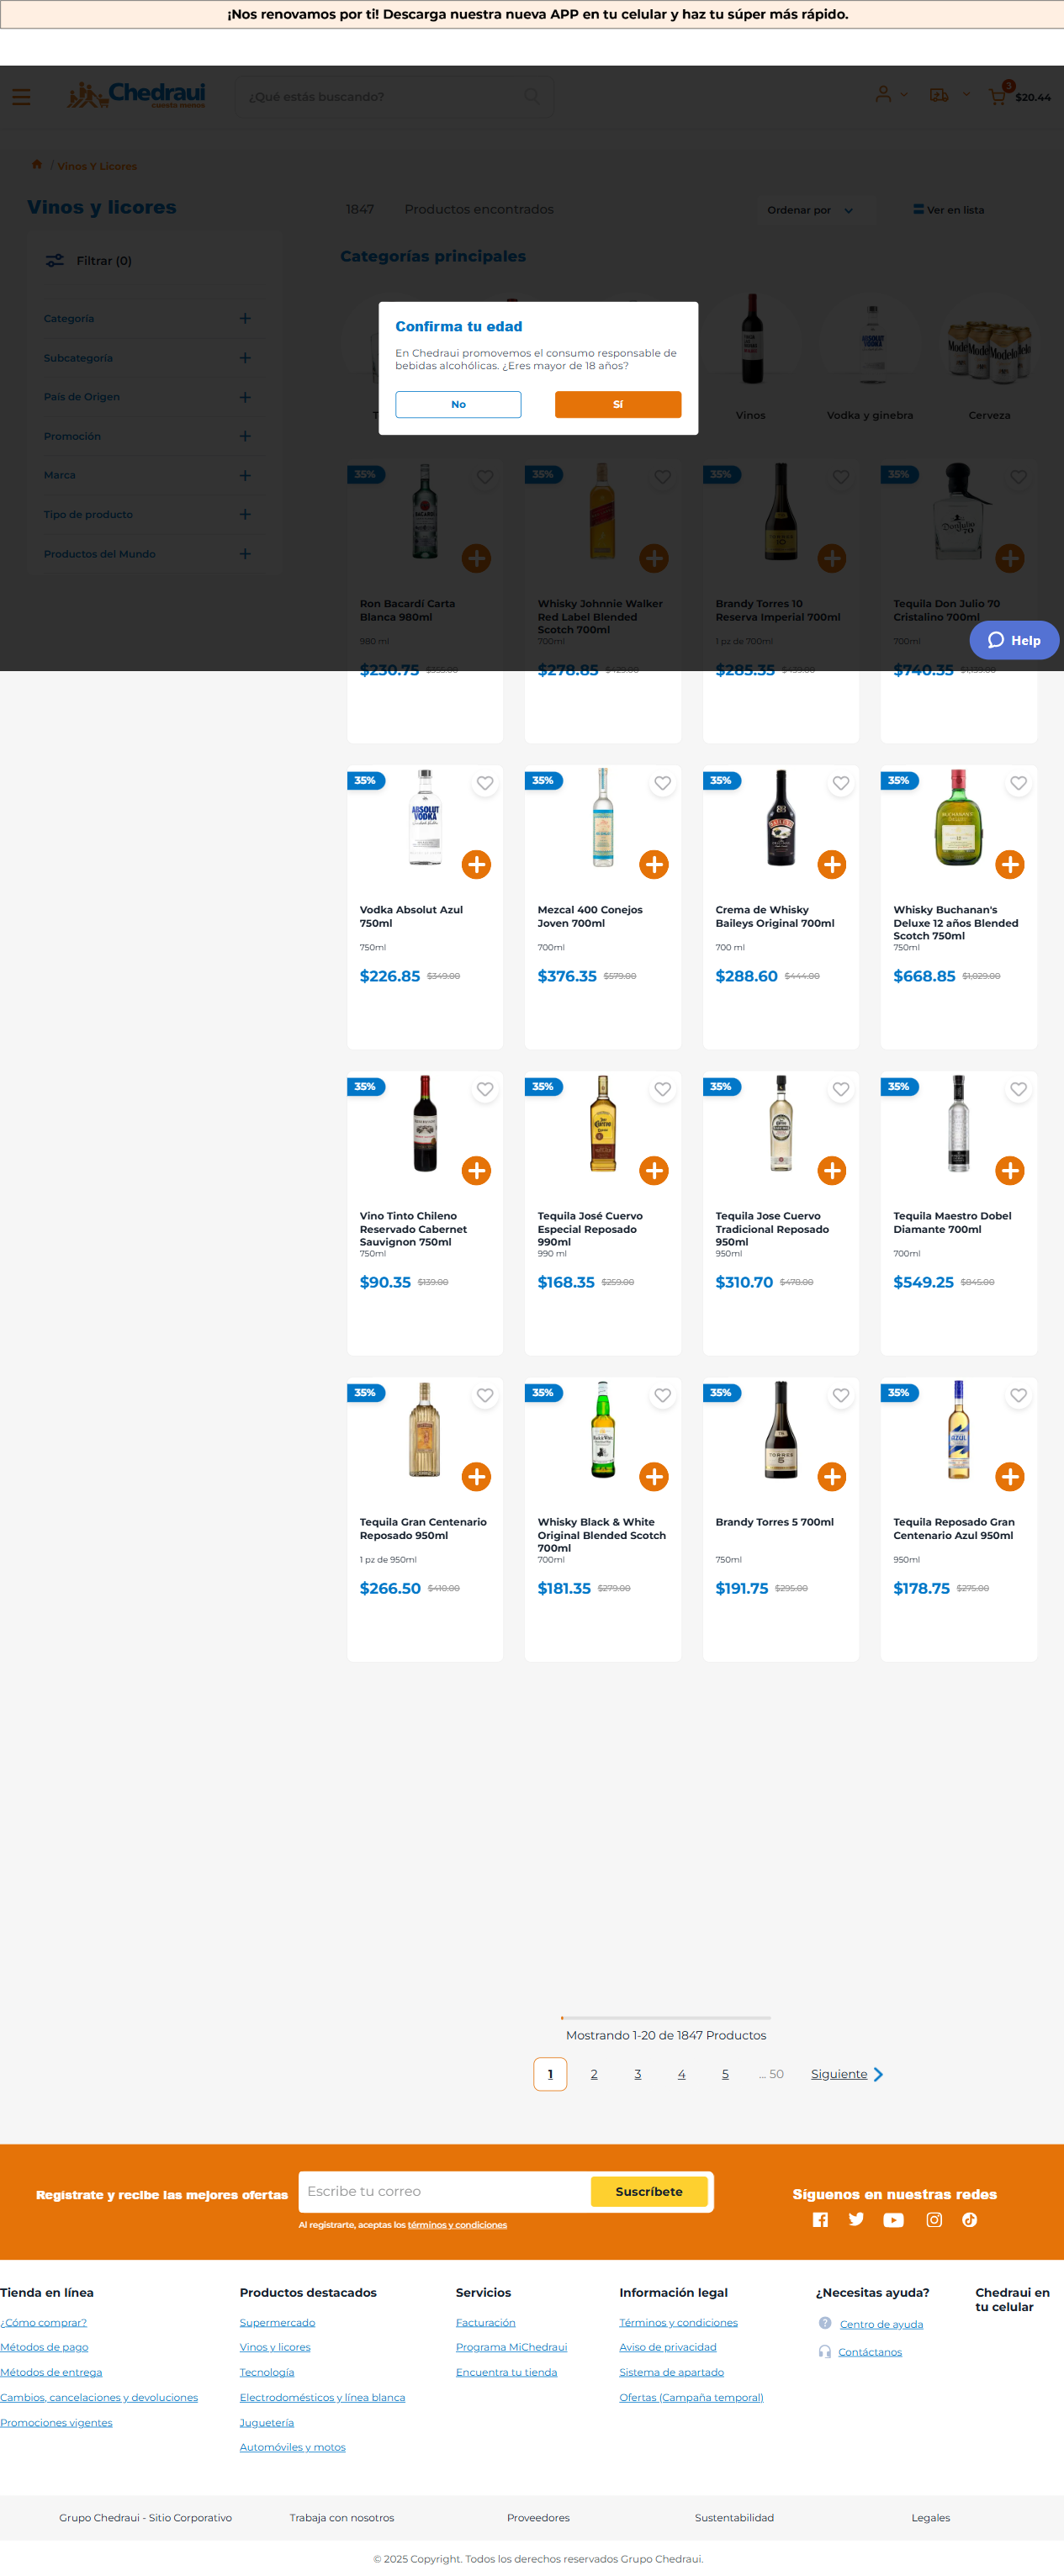 ¡Nos renovamos por ti! Descarga nuestra nueva APP en tu celular y haz tu súper más rápido.
Chedraui
cuesta menos
¿Qué estás buscando?
3
$20.44
/ Vinos Y Licores
Vinos y licores
1847 Productos encontrados
Ordenar por
Ver en lista
Filtrar (0)
Categoría
Subcategoría
País de Origen
Promoción
Marca
Tipo de producto
Productos del Mundo
Categorías principales
Confirma tu edad
En Chedraui promovemos el consumo responsable de
bebidas alcohólicas. ¿Eres mayor de 18 años?
No
Sí
Vinos
Vodka y ginebra
Cerveza
35%
35%
35%
35%
Ron Bacardí Carta
Blanca 980ml
980 ml
$230.75 $355.00
Whisky Johnnie Walker
Red Label Blended
Scotch 700ml
700ml
$278.85 $429.00
Brandy Torres 10
Reserva Imperial 700ml
1 pz de 700ml
$285.35 $439.00
Tequila Don Julio 70
Cristalino 700ml
700ml
$740.35 $1,139.00
Help
35%
35%
35%
35%
Vodka Absolut Azul
750ml
750ml
$226.85 $349.00
Mezcal 400 Conejos
Joven 700ml
700ml
$376.35 $579.00
Crema de Whisky
Baileys Original 700ml
700 ml
$288.60 $444.00
Whisky Buchanan's
Deluxe 12 años Blended
Scotch 750ml
750ml
$668.85 $1,029.00
35%
35%
35%
35%
Vino Tinto Chileno
Reservado Cabernet
Sauvignon 750ml
750ml
$90.35 $139.00
Tequila José Cuervo
Especial Reposado
990ml
990 ml
$168.35 $259.00
Tequila Jose Cuervo
Tradicional Reposado
950ml
950ml
$310.70 $478.00
Tequila Maestro Dobel
Diamante 700ml
700ml
$549.25 $845.00
35%
35%
35%
35%
Tequila Gran Centenario
Reposado 950ml
1 pz de 950ml
$266.50 $410.00
Whisky Black & White
Original Blended Scotch
700ml
700ml
$181.35 $279.00
Brandy Torres 5 700ml
750ml
$191.75 $295.00
Tequila Reposado Gran
Centenario Azul 950ml
950ml
$178.75 $275.00
Mostrando 1-20 de 1847 Productos
1 2 3 4 5 ... 50 Siguiente
Regístrate y recibe las mejores ofertas
Escribe tu correo
Suscríbete
Al registrarte, aceptas los términos y condiciones
Síguenos en nuestras redes
Tienda en línea
¿Cómo comprar?
Métodos de pago
Métodos de entrega
Cambios, cancelaciones y devoluciones
Promociones vigentes
Productos destacados
Supermercado
Vinos y licores
Tecnología
Electrodomésticos y línea blanca
Juguetería
Automóviles y motos
Servicios
Facturación
Programa MiChedraui
Encuentra tu tienda
Información legal
Términos y condiciones
Aviso de privacidad
Sistema de apartado
Ofertas (Campaña temporal)
¿Necesitas ayuda?
Centro de ayuda
Contáctanos
Chedraui en
tu celular
Grupo Chedraui - Sitio Corporativo
Trabaja con nosotros
Proveedores
Sustentabilidad
Legales
© 2025 Copyright. Todos los derechos reservados Grupo Chedraui.